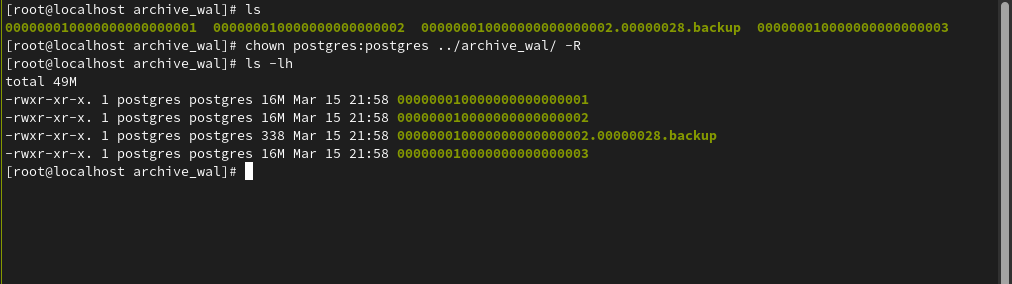 [root@localhost archive_wal]# ls
000000010000000000000001  000000010000000000000002  000000010000000000000002.00000028.backup  000000010000000000000003
[root@localhost archive_wal]# chown postgres:postgres ../archive_wal/ -R
[root@localhost archive_wal]# ls -lh
total 49M
-rwxr-xr-x. 1 postgres postgres 16M Mar 15 21:58 000000010000000000000001
-rwxr-xr-x. 1 postgres postgres 16M Mar 15 21:58 000000010000000000000002
-rwxr-xr-x. 1 postgres postgres 338 Mar 15 21:58 000000010000000000000002.00000028.backup
-rwxr-xr-x. 1 postgres postgres 16M Mar 15 21:58 000000010000000000000003
[root@localhost archive_wal]#